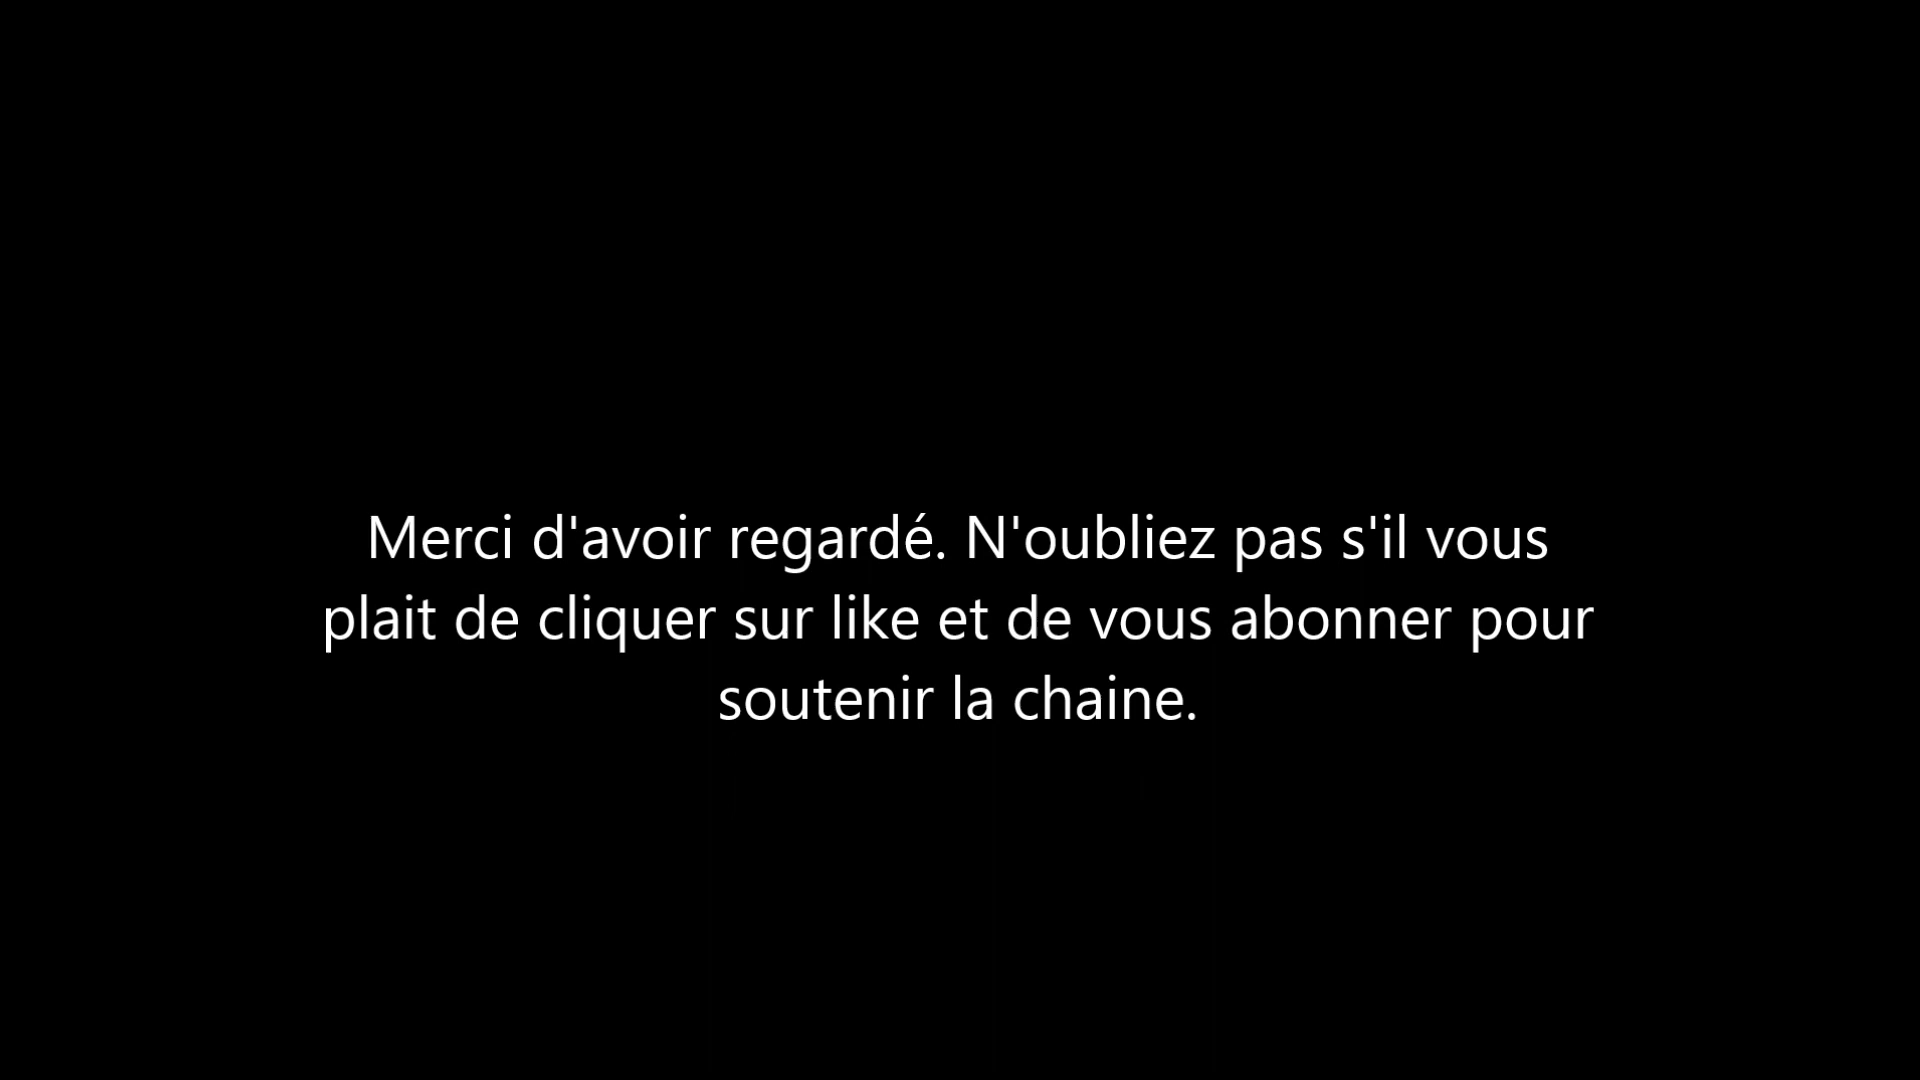 Merci d'avoir regardé. N'oubliez pas s'il vous
plait de cliquer sur like et de vous abonner pour
soutenir la chaine.